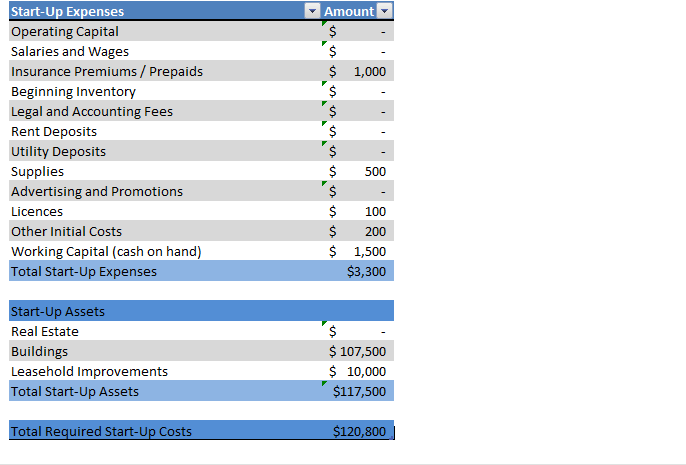 Start-Up Expenses Amount
Operating Capital $ -
Salaries and Wages $ -
Insurance Premiums / Prepaids $ 1,000
Beginning Inventory $ -
Legal and Accounting Fees $ -
Rent Deposits $ -
Utility Deposits $ -
Supplies $ 500
Advertising and Promotions $ -
Licences $ 100
Other Initial Costs $ 200
Working Capital (cash on hand) $ 1,500
Total Start-Up Expenses $3,300
Start-Up Assets
Real Estate $ -
Buildings $ 107,500
Leasehold Improvements $ 10,000
Total Start-Up Assets $117,500
Total Required Start-Up Costs $120,800